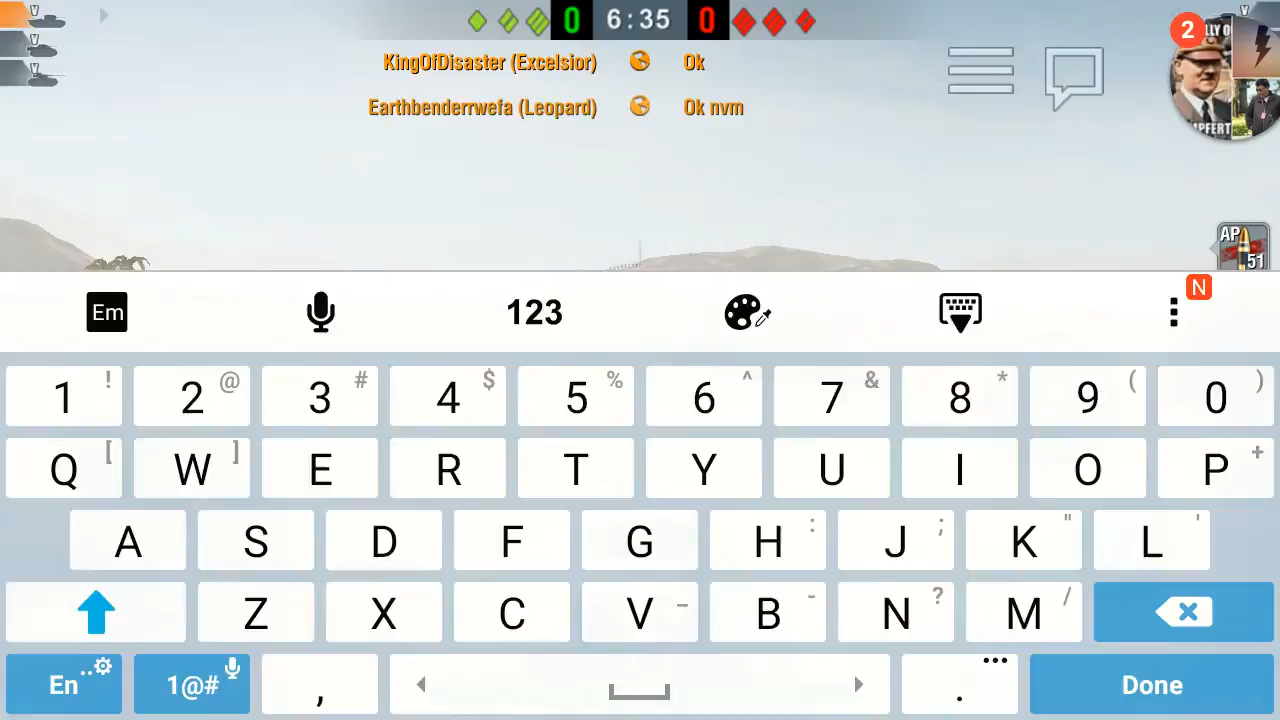 0 6:35 0
V
KingOfDisaster (Excelsior) Ok
2
V
Earthbenderrwefa (Leopard) Ok nvm
V
AP
51
Em 123 N
1 ! 2 @ 3 # 4 $ 5 % 6 ^ 7 & 8 * 9 ( 0 )
Q [ W ] E R T Y U I O P +
A S D F G H : J ; K " L '
Z X C V _ B - N ? M /
En 1@# , . ... Done